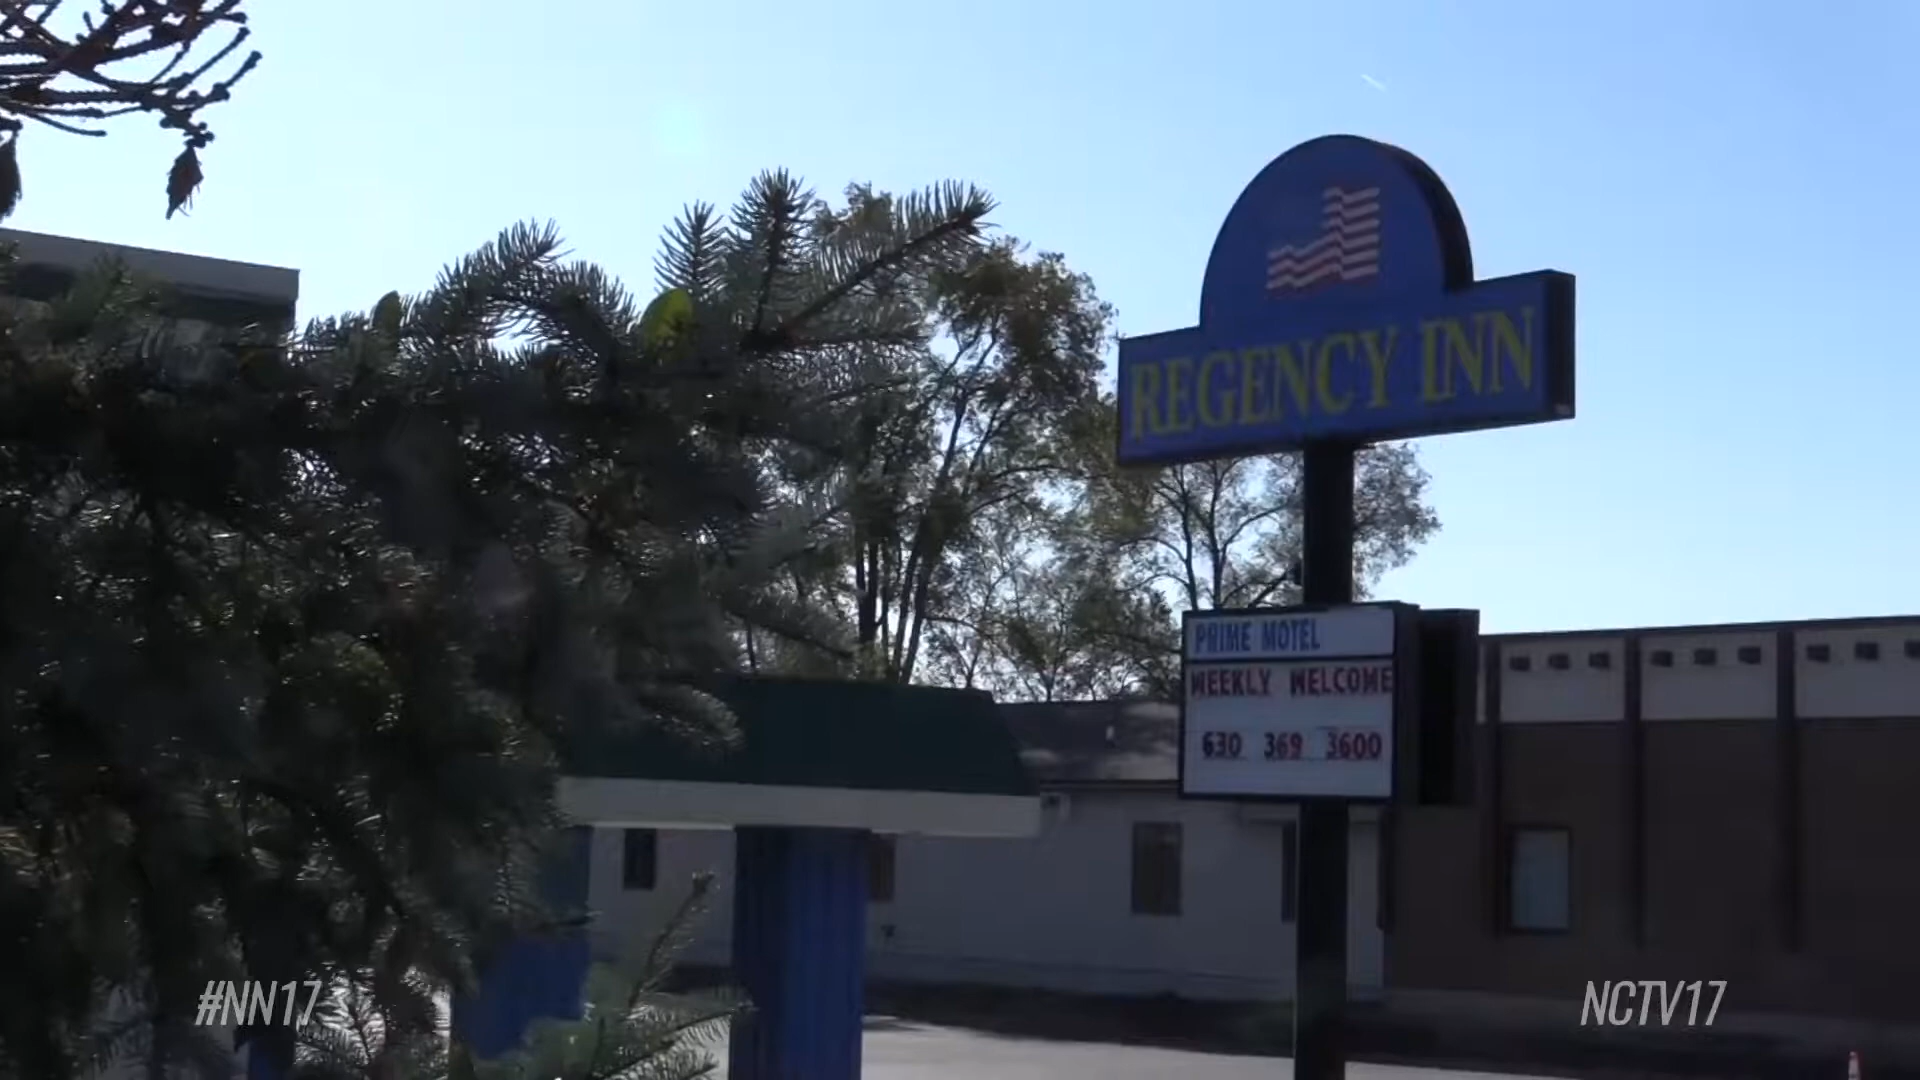 REGENCY INN
PRIME MOTEL
WEEKLY WELCOME
630 369 3600
#NN17
NCTV17